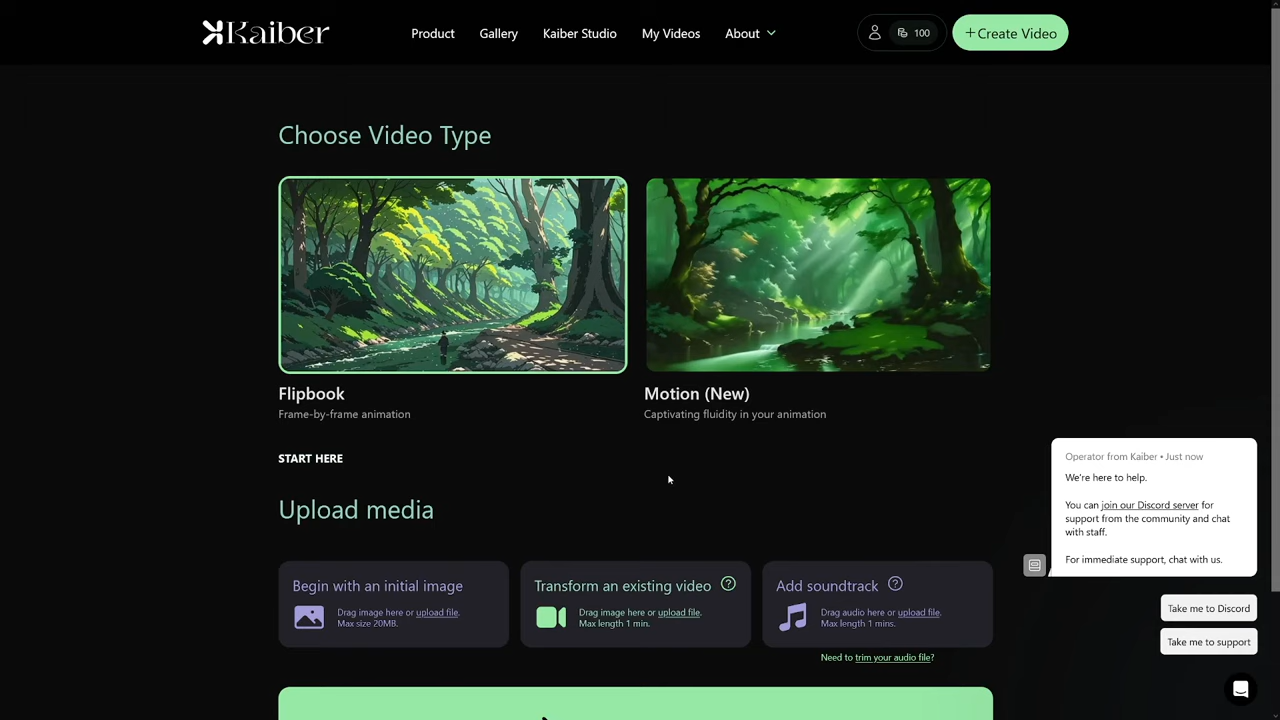 Kaiber
Product
Gallery
Kaiber Studio
My Videos
About
100
+Create Video
Choose Video Type
Flipbook
Frame-by-frame animation
Motion (New)
Captivating fluidity in your animation
START HERE
Upload media
Begin with an initial image
Drag image here or upload file.
Max size 20MB.
Transform an existing video ?
Drag image here or upload file.
Max length 1 min.
Add soundtrack ?
Drag audio here or upload file.
Max length 1 mins.
Need to trim your audio file?
Operator from Kaiber • Just now
We're here to help.
You can join our Discord server for
support from the community and chat
with staff.
For immediate support, chat with us.
Take me to Discord
Take me to support